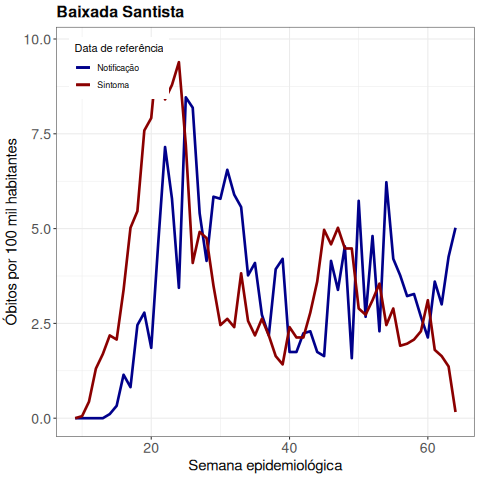 Baixada Santista
Data de referência
Notificação
Sintoma
10.0
7.5
5.0
2.5
0.0
Óbitos por 100 mil habitantes
20
40
60
Semana epidemiológica